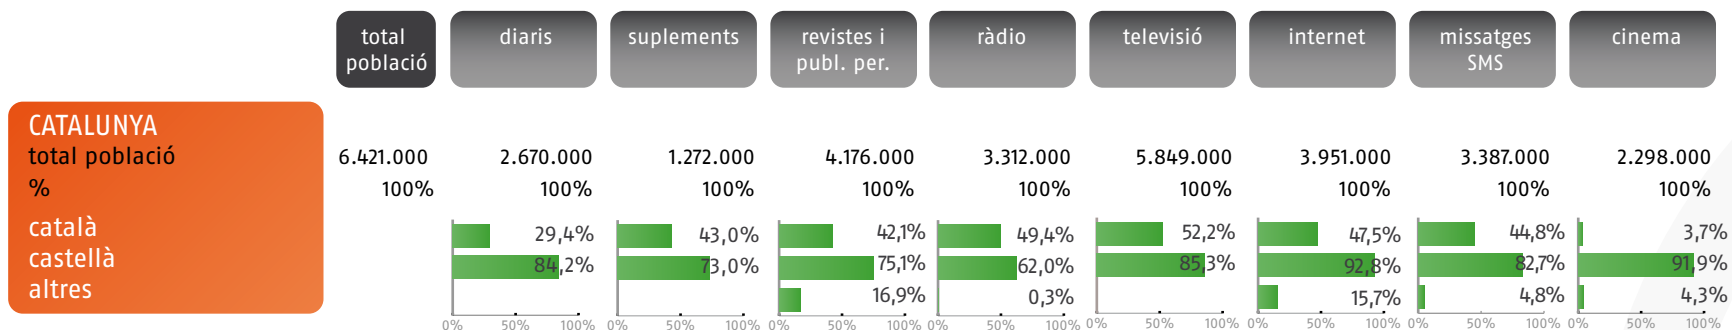 total població diaris suplements revistes i publ. per. ràdio televisió internet missatges SMS cinema
CATALUNYA
total població 6.421.000 2.670.000 1.272.000 4.176.000 3.312.000 5.849.000 3.951.000 3.387.000 2.298.000
% 100% 100% 100% 100% 100% 100% 100% 100% 100%
català 29,4% 43,0% 42,1% 49,4% 52,2% 47,5% 44,8% 3,7%
castellà 84,2% 73,0% 75,1% 62,0% 85,3% 92,8% 82,7% 91,9%
altres 16,9% 0,3% 15,7% 4,8% 4,3%
0% 50% 100% 0% 50% 100% 0% 50% 100% 0% 50% 100% 0% 50% 100% 0% 50% 100% 0% 50% 100% 0% 50% 100%